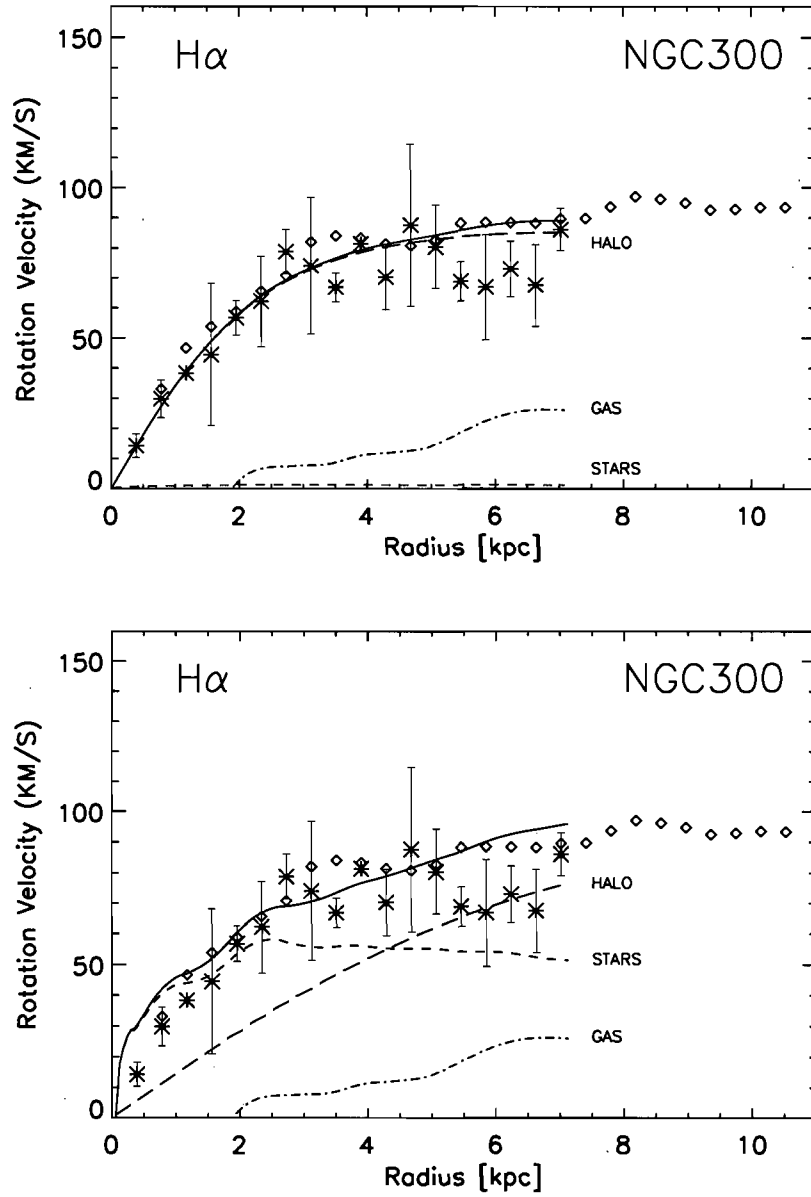 Hα NGC300
150
100
50
0
Rotation Velocity (KM/S)
HALO
GAS
STARS
0 2 4 6 8 10
Radius [kpc]
Hα NGC300
150
100
50
0
Rotation Velocity (KM/S)
HALO
STARS
GAS
0 2 4 6 8 10
Radius [kpc]